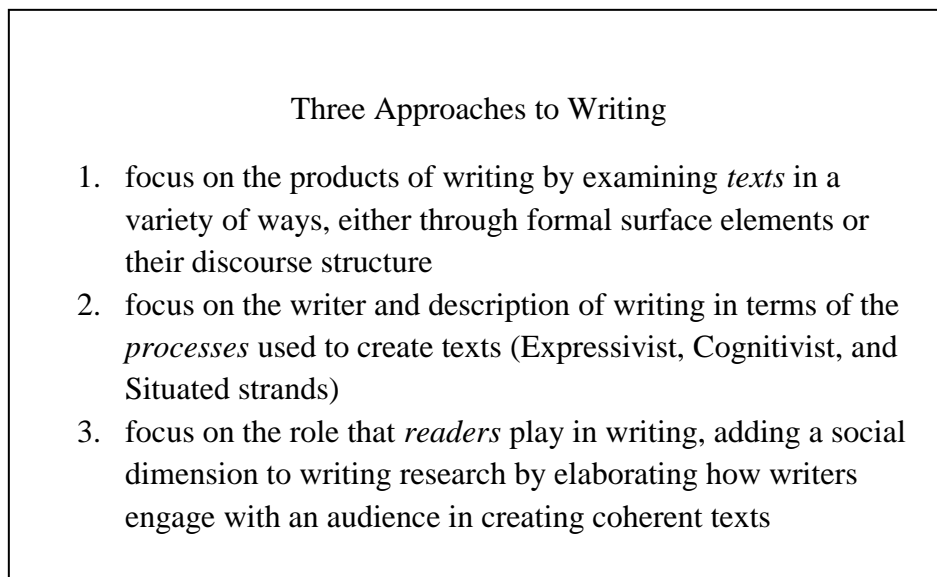 Three Approaches to Writing
1. focus on the products of writing by examining texts in a
variety of ways, either through formal surface elements or
their discourse structure
2. focus on the writer and description of writing in terms of the
processes used to create texts (Expressivist, Cognitivist, and
Situated strands)
3. focus on the role that readers play in writing, adding a social
dimension to writing research by elaborating how writers
engage with an audience in creating coherent texts